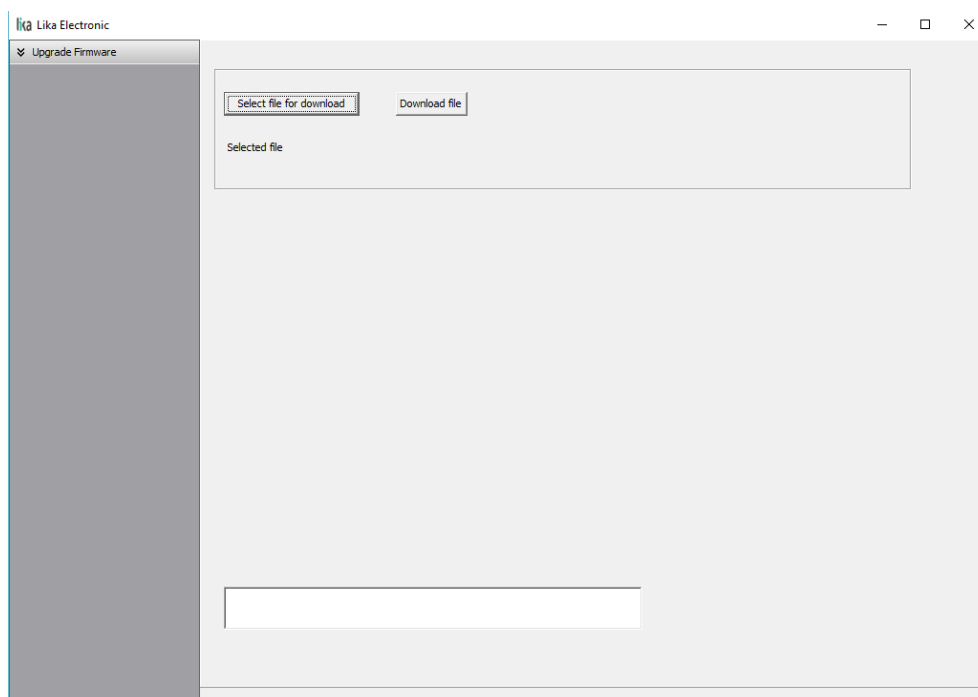 lika Lika Electronic
Upgrade Firmware
Select file for download
Download file
Selected file